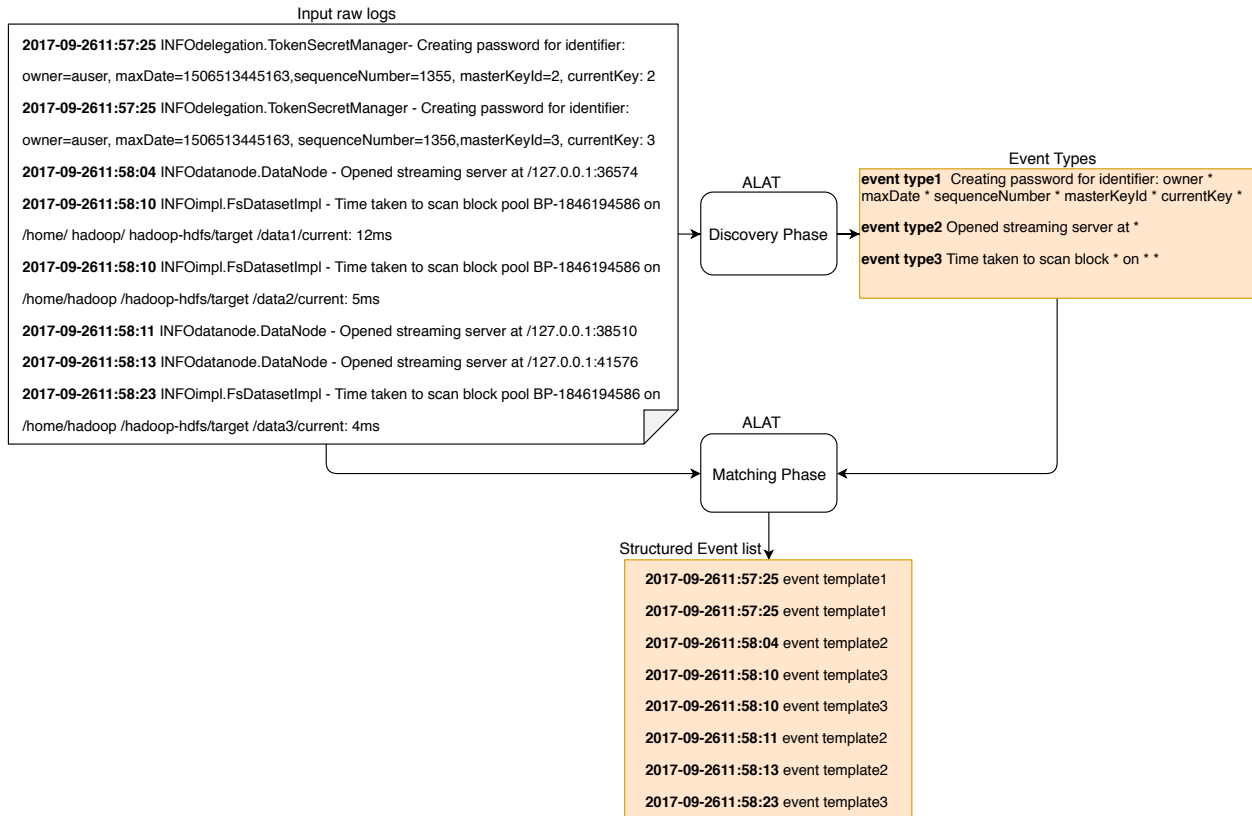 Input raw logs
2017-09-2611:57:25 INFOdelegation.TokenSecretManager- Creating password for identifier:
owner=auser, maxDate=1506513445163,sequenceNumber=1355, masterKeyId=2, currentKey: 2
2017-09-2611:57:25 INFOdelegation.TokenSecretManager - Creating password for identifier:
owner=auser, maxDate=1506513445163, sequenceNumber=1356,masterKeyId=3, currentKey: 3
2017-09-2611:58:04 INFOdatanode.DataNode - Opened streaming server at /127.0.0.1:36574
2017-09-2611:58:10 INFOimpl.FsDatasetImpl - Time taken to scan block pool BP-1846194586 on
/home/ hadoop/ hadoop-hdfs/target /data1/current: 12ms
2017-09-2611:58:10 INFOimpl.FsDatasetImpl - Time taken to scan block pool BP-1846194586 on
/home/hadoop /hadoop-hdfs/target /data2/current: 5ms
2017-09-2611:58:11 INFOdatanode.DataNode - Opened streaming server at /127.0.0.1:38510
2017-09-2611:58:13 INFOdatanode.DataNode - Opened streaming server at /127.0.0.1:41576
2017-09-2611:58:23 INFOimpl.FsDatasetImpl - Time taken to scan block pool BP-1846194586 on
/home/hadoop /hadoop-hdfs/target /data3/current: 4ms
ALAT
Discovery Phase
Event Types
event type1 Creating password for identifier: owner *
maxDate * sequenceNumber * masterKeyId * currentKey *
event type2 Opened streaming server at *
event type3 Time taken to scan block * on * *
ALAT
Matching Phase
Structured Event list
2017-09-2611:57:25 event template1
2017-09-2611:57:25 event template1
2017-09-2611:58:04 event template2
2017-09-2611:58:10 event template3
2017-09-2611:58:10 event template3
2017-09-2611:58:11 event template2
2017-09-2611:58:13 event template2
2017-09-2611:58:23 event template3